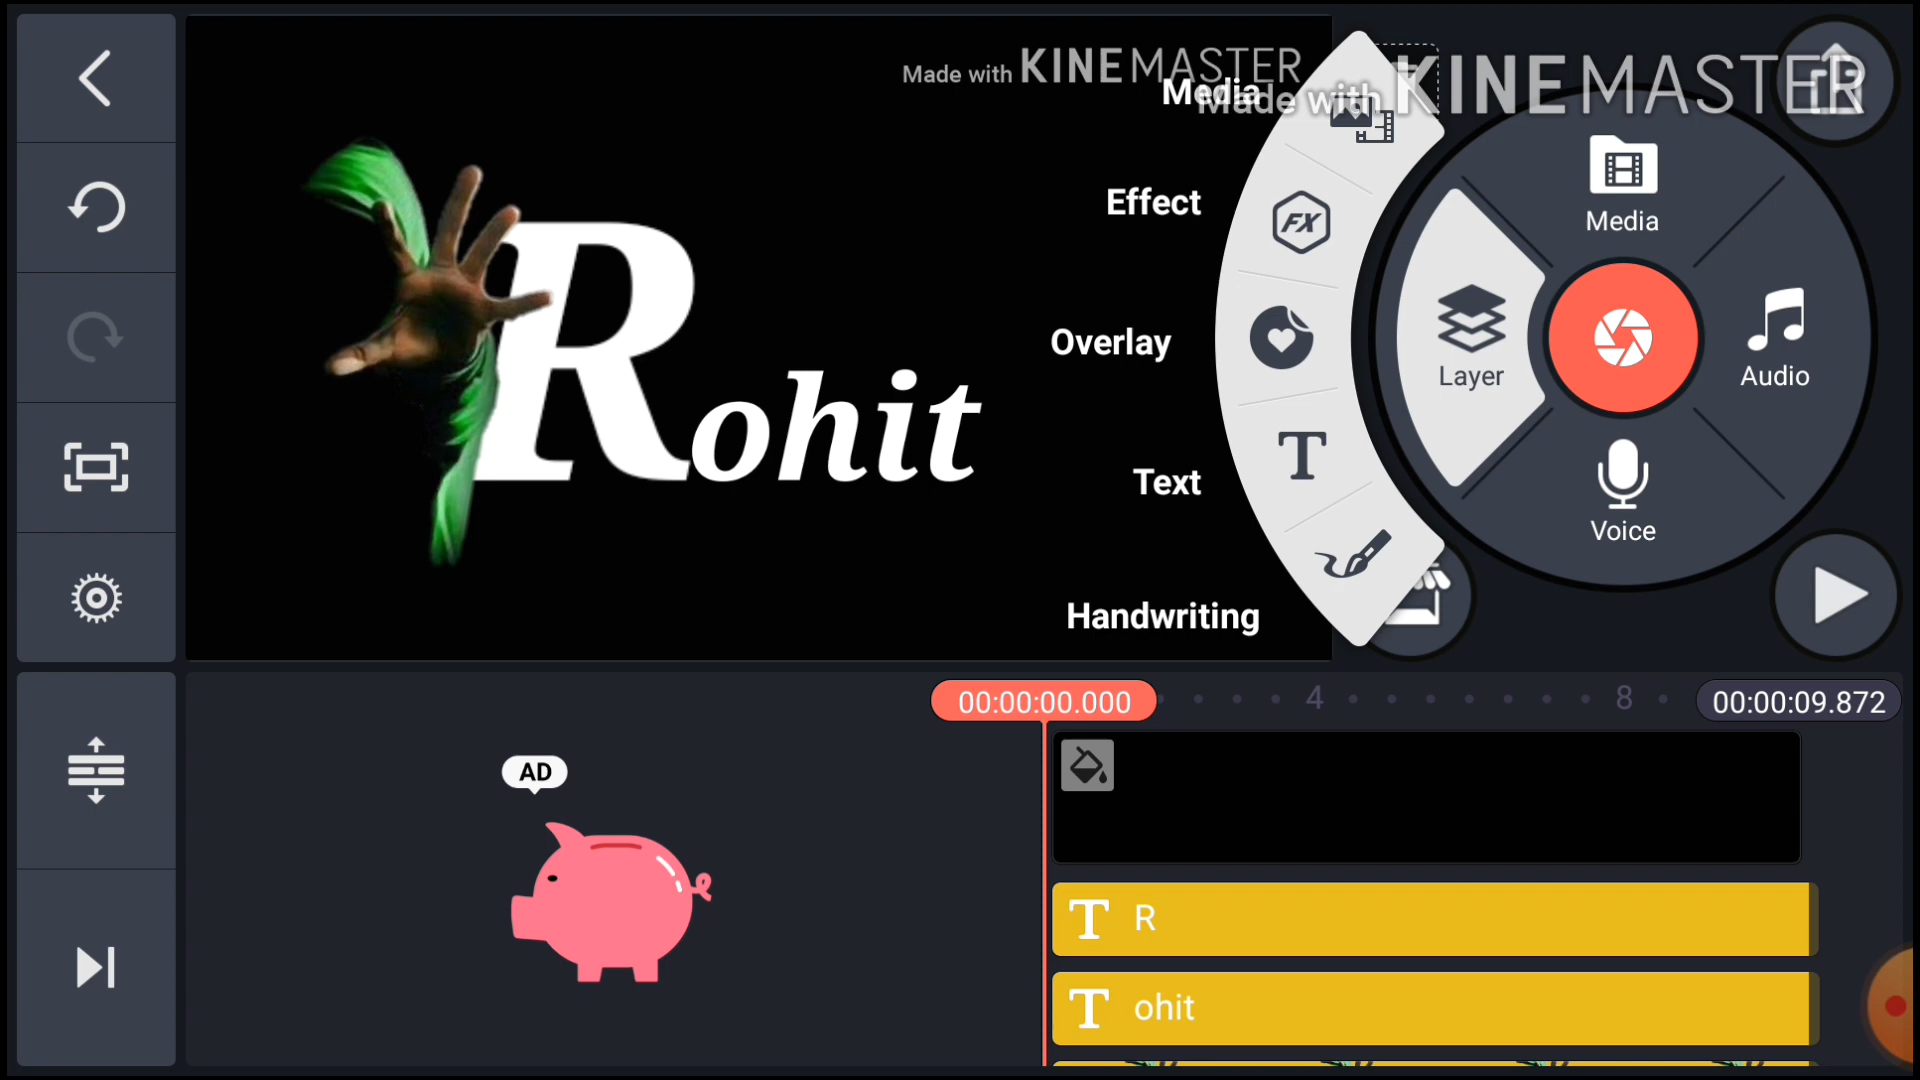 Made with KINEMASTER
Made with KINEMASTER
Media
Effect
Overlay
Text
Handwriting
FX
T
Media
Layer
Audio
Voice
Rohit
00:00:00.000
4
8
00:00:09.872
AD
T R
T ohit